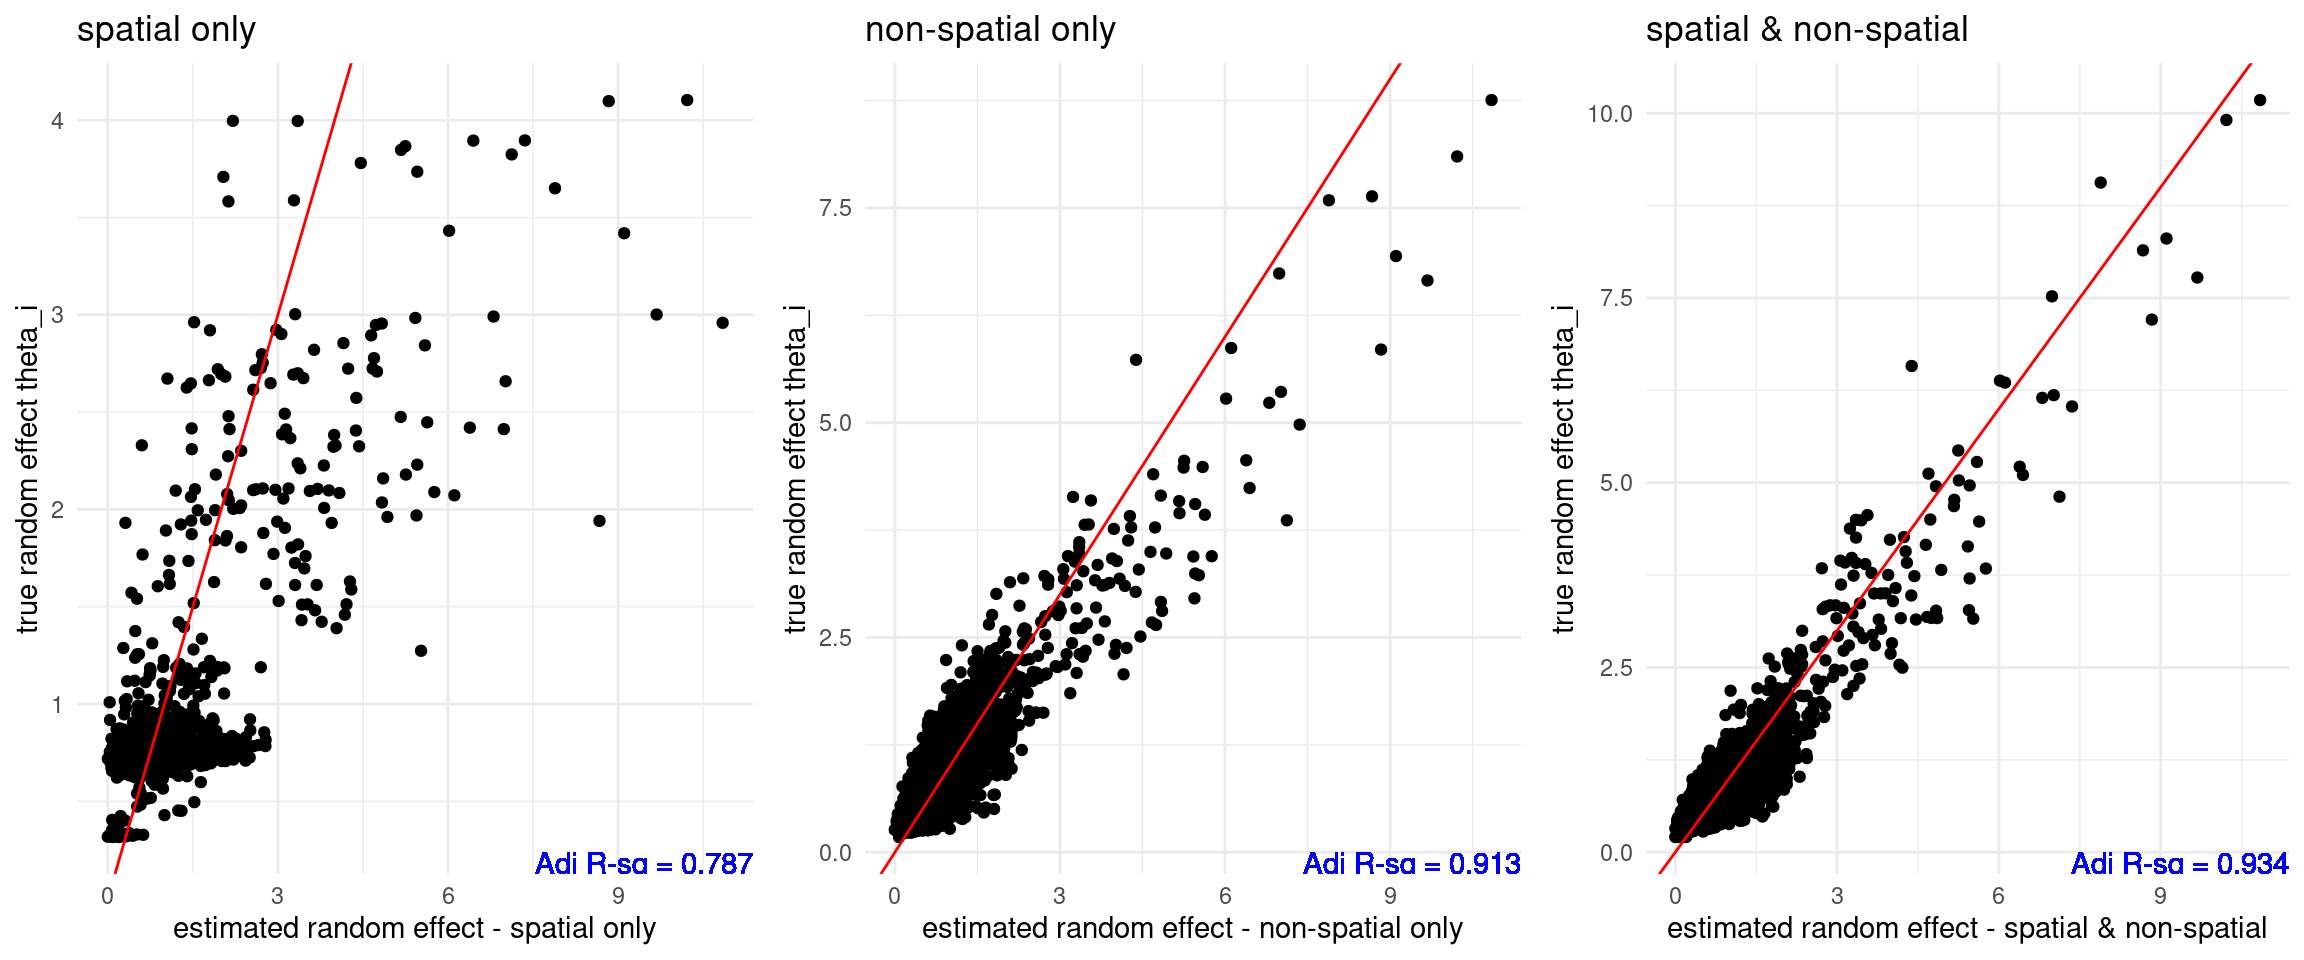 spatial only
non-spatial only
spatial & non-spatial
true random effect theta_i
4
3
2
1
0
3
6
9
Adj R-sq = 0.787
estimated random effect - spatial only
true random effect theta_i
7.5
5.0
2.5
0.0
0
3
6
9
Adj R-sq = 0.913
estimated random effect - non-spatial only
true random effect theta_i
10.0
7.5
5.0
2.5
0.0
0
3
6
9
Adj R-sq = 0.934
estimated random effect - spatial & non-spatial